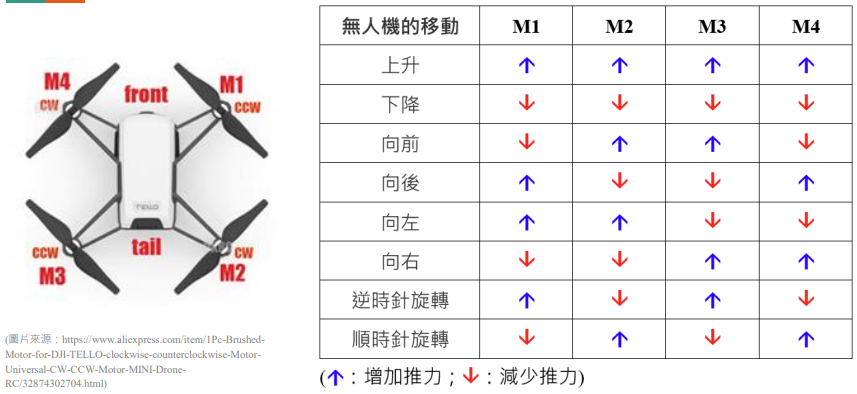 M4
CW
front
M1
CCW
TELLO
CCW
M3
tail
CW
M2
(圖片來源：https://www.aliexpress.com/item/1Pc-Brushed-
Motor-for-DJI-TELLO-clockwise-counterclockwise-Motor-
Universal-CW-CCW-Motor-MINI-Drone-
RC/32874302704.html)
無人機的移動 M1 M2 M3 M4
上升 ↑ ↑ ↑ ↑
下降 ↓ ↓ ↓ ↓
向前 ↓ ↑ ↑ ↓
向後 ↑ ↓ ↓ ↑
向左 ↑ ↑ ↓ ↓
向右 ↓ ↓ ↑ ↑
逆時針旋轉 ↑ ↓ ↑ ↓
順時針旋轉 ↓ ↑ ↓ ↑
(↑：增加推力；↓：減少推力)